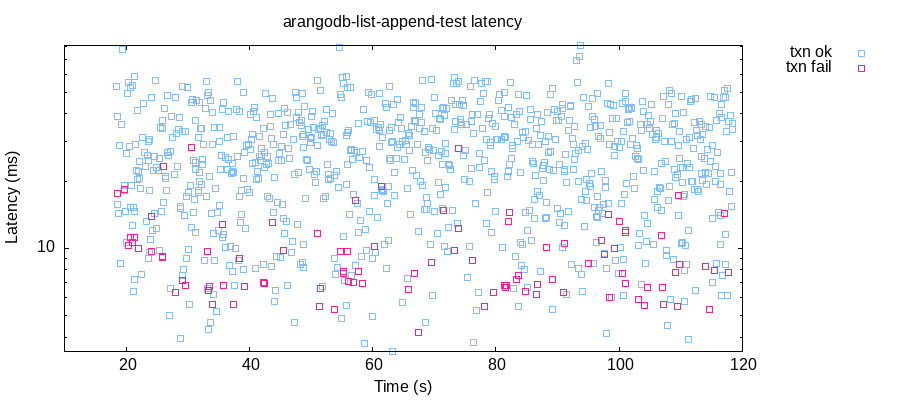 arangodb-list-append-test latency
txn ok
txn fail
Latency (ms)
10
20 40 60 80 100 120
Time (s)